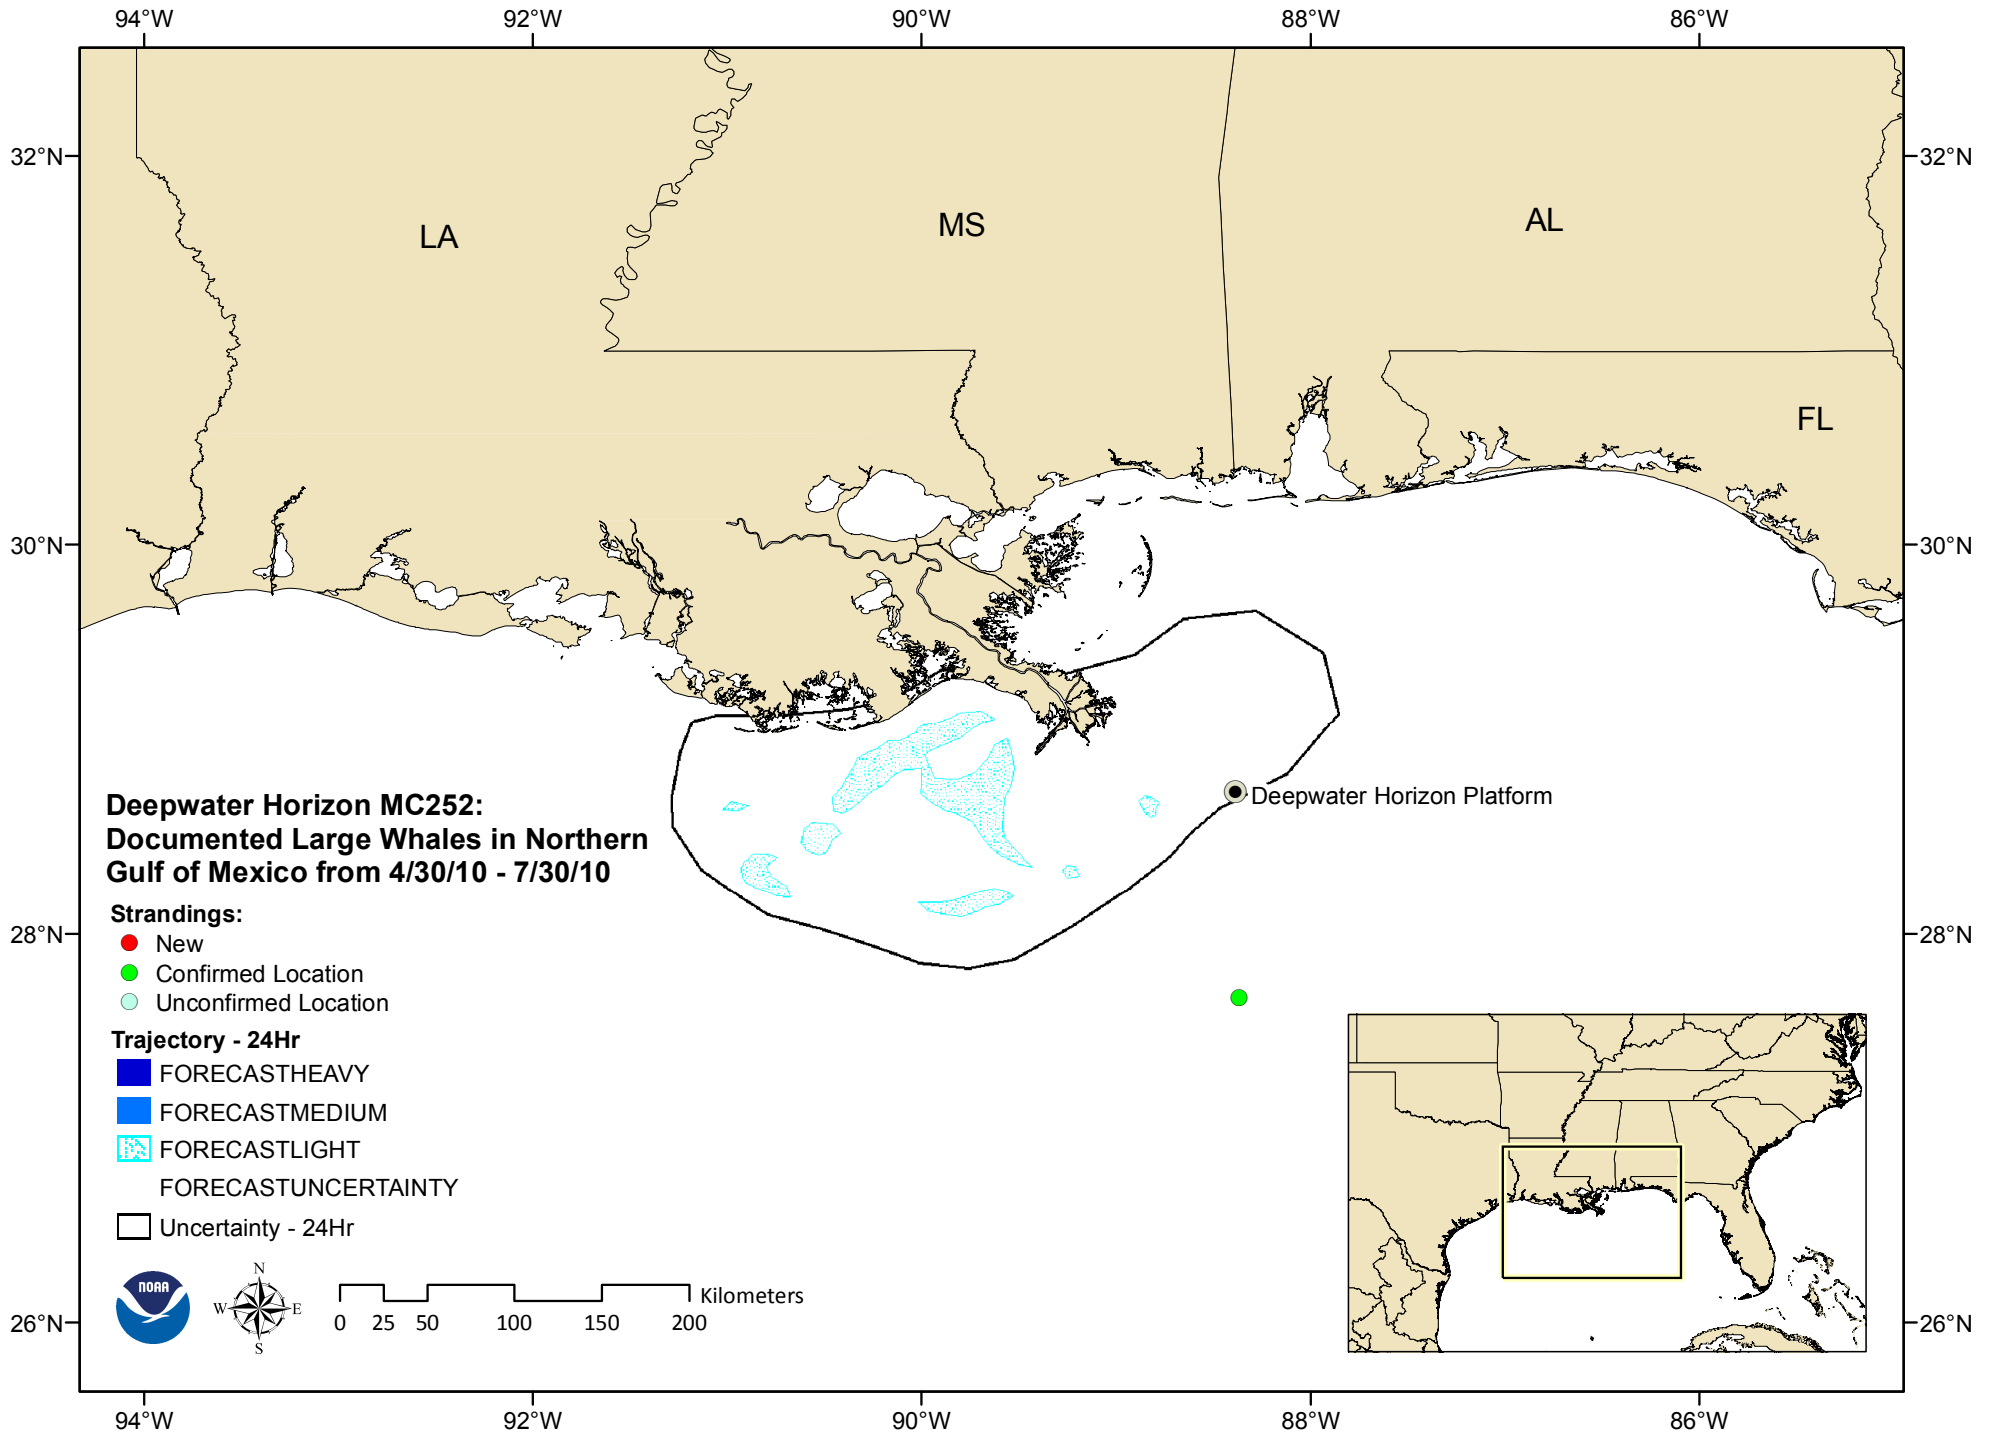 94°W 92°W 90°W 88°W 86°W
32°N 32°N
LA MS AL
FL
30°N 30°N
Deepwater Horizon Platform
Deepwater Horizon MC252:
Documented Large Whales in Northern
Gulf of Mexico from 4/30/10 - 7/30/10
Strandings:
28°N 28°N
New
Confirmed Location
Unconfirmed Location
Trajectory - 24Hr
FORECASTHEAVY
FORECASTMEDIUM
FORECASTLIGHT
FORECASTUNCERTAINTY
Uncertainty - 24Hr
NOAA
N
W E
S
Kilometers
0 25 50 100 150 200
26°N 26°N
94°W 92°W 90°W 88°W 86°W